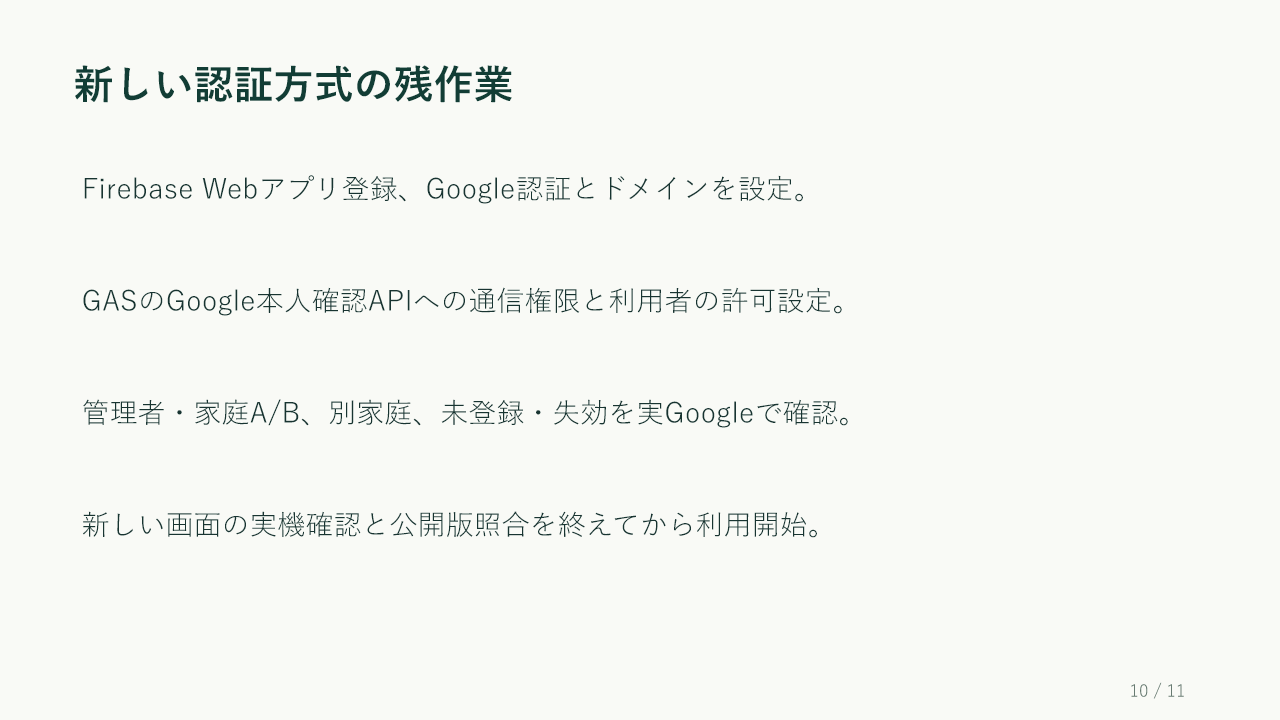 新しい認証方式の残作業
Firebase Webアプリ登録、Google認証とドメインを設定。
GASのGoogle本人確認APIへの通信権限と利用者の許可設定。
管理者・家庭A/B、別家庭、未登録・失効を実Googleで確認。
新しい画面の実機確認と公開版照合を終えてから利用開始。
10 / 11